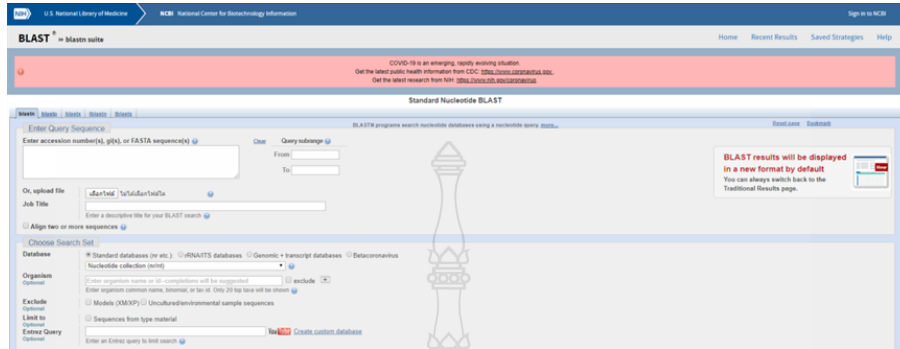 NIH U.S. National Library of Medicine NCBI National Center for Biotechnology Information Sign in to NCBI
BLAST ® » blastn suite Home Recent Results Saved Strategies Help
COVID-19 is an emerging, rapidly evolving situation.
Get the latest public health information from CDC: https://www.coronavirus.gov .
Get the latest research from NIH: https://www.nih.gov/coronavirus.
Standard Nucleotide BLAST
blastn blastp blastx tblastn tblastx
Enter Query Sequence BLASTN programs search nucleotide databases using a nucleotide query. more... Reset page Bookmark
Enter accession number(s), gi(s), or FASTA sequence(s) Clear Query subrange
From
To
BLAST results will be displayed
in a new format by default
You can always switch back to the
Traditional Results page.
Or, upload file เลือกไฟล์ ไม่ได้เลือกไฟล์ใด
Job Title
Enter a descriptive title for your BLAST search
Align two or more sequences
Choose Search Set
Database Standard databases (nr etc.) rRNA/ITS databases Genomic + transcript databases Betacoronavirus
Nucleotide collection (nr/nt)
Organism
Optional Enter organism name or id--completions will be suggested exclude
Enter organism common name, binomial, or tax id. Only 20 top taxa will be shown
Exclude
Optional Models (XM/XP) Uncultured/environmental sample sequences
Limit to
Optional Sequences from type material
Entrez Query
Optional YouTube Create custom database
Enter an Entrez query to limit search